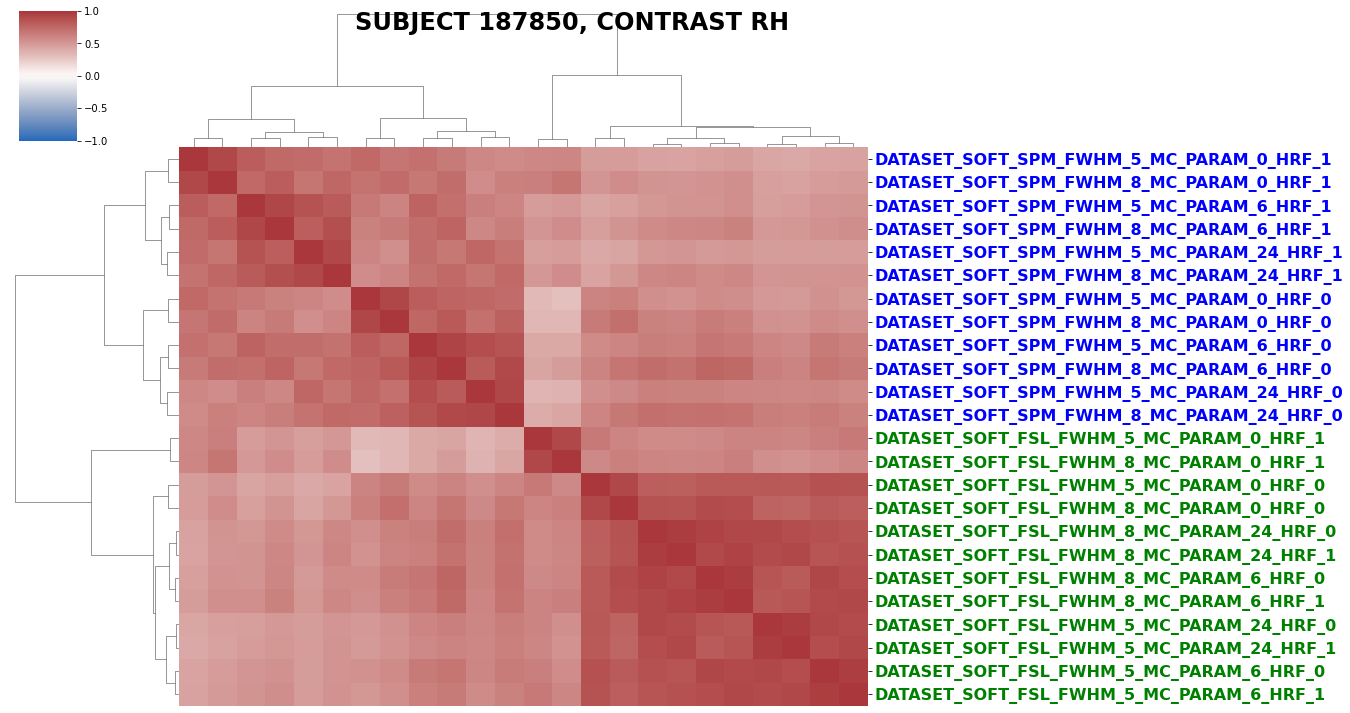 SUBJECT 187850, CONTRAST RH
1.0
0.5
0.0
−0.5
−1.0
DATASET_SOFT_SPM_FWHM_5_MC_PARAM_0_HRF_1
DATASET_SOFT_SPM_FWHM_8_MC_PARAM_0_HRF_1
DATASET_SOFT_SPM_FWHM_5_MC_PARAM_6_HRF_1
DATASET_SOFT_SPM_FWHM_8_MC_PARAM_6_HRF_1
DATASET_SOFT_SPM_FWHM_5_MC_PARAM_24_HRF_1
DATASET_SOFT_SPM_FWHM_8_MC_PARAM_24_HRF_1
DATASET_SOFT_SPM_FWHM_5_MC_PARAM_0_HRF_0
DATASET_SOFT_SPM_FWHM_8_MC_PARAM_0_HRF_0
DATASET_SOFT_SPM_FWHM_5_MC_PARAM_6_HRF_0
DATASET_SOFT_SPM_FWHM_8_MC_PARAM_6_HRF_0
DATASET_SOFT_SPM_FWHM_5_MC_PARAM_24_HRF_0
DATASET_SOFT_SPM_FWHM_8_MC_PARAM_24_HRF_0
DATASET_SOFT_FSL_FWHM_5_MC_PARAM_0_HRF_1
DATASET_SOFT_FSL_FWHM_8_MC_PARAM_0_HRF_1
DATASET_SOFT_FSL_FWHM_5_MC_PARAM_0_HRF_0
DATASET_SOFT_FSL_FWHM_8_MC_PARAM_0_HRF_0
DATASET_SOFT_FSL_FWHM_8_MC_PARAM_24_HRF_0
DATASET_SOFT_FSL_FWHM_8_MC_PARAM_24_HRF_1
DATASET_SOFT_FSL_FWHM_8_MC_PARAM_6_HRF_0
DATASET_SOFT_FSL_FWHM_8_MC_PARAM_6_HRF_1
DATASET_SOFT_FSL_FWHM_5_MC_PARAM_24_HRF_0
DATASET_SOFT_FSL_FWHM_5_MC_PARAM_24_HRF_1
DATASET_SOFT_FSL_FWHM_5_MC_PARAM_6_HRF_0
DATASET_SOFT_FSL_FWHM_5_MC_PARAM_6_HRF_1